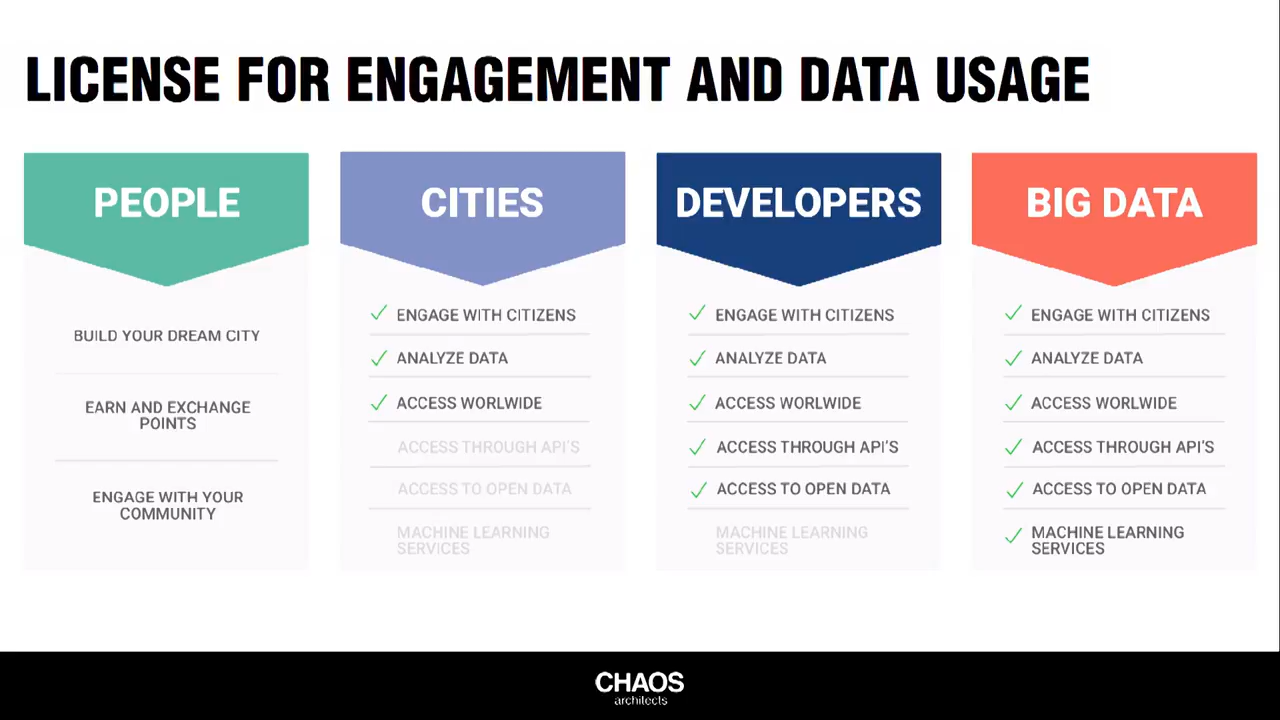 LICENSE FOR ENGAGEMENT AND DATA USAGE
PEOPLE
BUILD YOUR DREAM CITY
EARN AND EXCHANGE
POINTS
ENGAGE WITH YOUR
COMMUNITY
CITIES
ENGAGE WITH CITIZENS
ANALYZE DATA
ACCESS WORLWIDE
ACCESS THROUGH API'S
ACCESS TO OPEN DATA
MACHINE LEARNING
SERVICES
DEVELOPERS
ENGAGE WITH CITIZENS
ANALYZE DATA
ACCESS WORLWIDE
ACCESS THROUGH API'S
ACCESS TO OPEN DATA
MACHINE LEARNING
SERVICES
BIG DATA
ENGAGE WITH CITIZENS
ANALYZE DATA
ACCESS WORLWIDE
ACCESS THROUGH API'S
ACCESS TO OPEN DATA
MACHINE LEARNING
SERVICES
CHAOS
architects